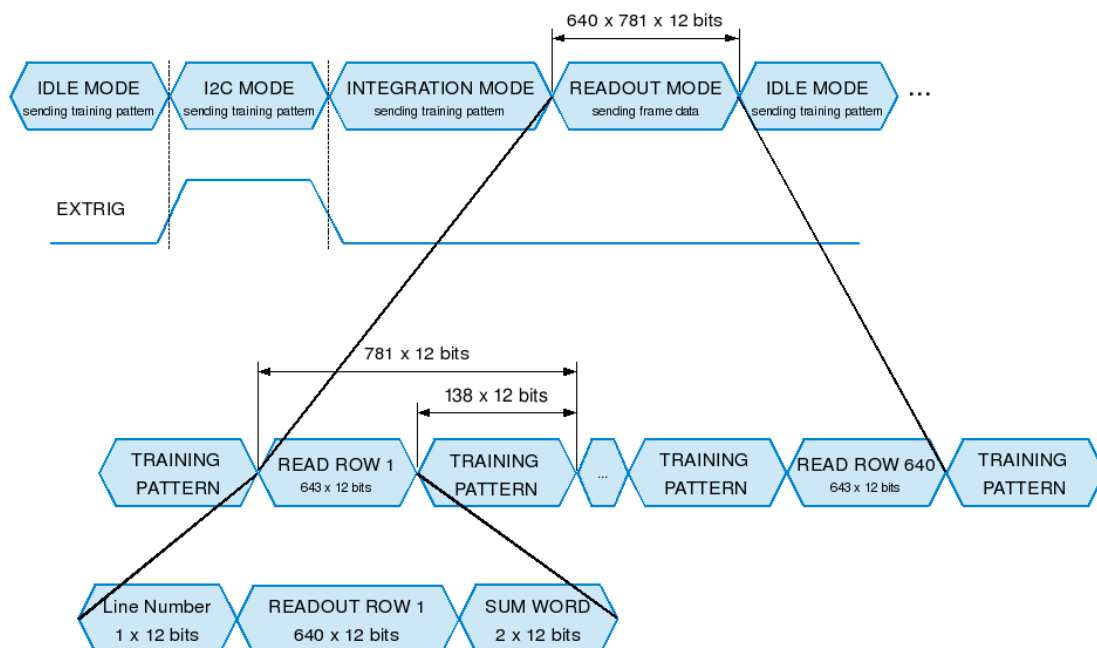 640 x 781 x 12 bits
IDLE MODE
sending training pattern
I2C MODE
sending training pattern
INTEGRATION MODE
sending training pattern
READOUT MODE
sending frame data
IDLE MODE
sending training pattern
...
EXTRIG
781 x 12 bits
138 x 12 bits
TRAINING
PATTERN
READ ROW 1
643 x 12 bits
TRAINING
PATTERN
...
TRAINING
PATTERN
READ ROW 640
643 x 12 bits
TRAINING
PATTERN
Line Number
1 x 12 bits
READOUT ROW 1
640 x 12 bits
SUM WORD
2 x 12 bits